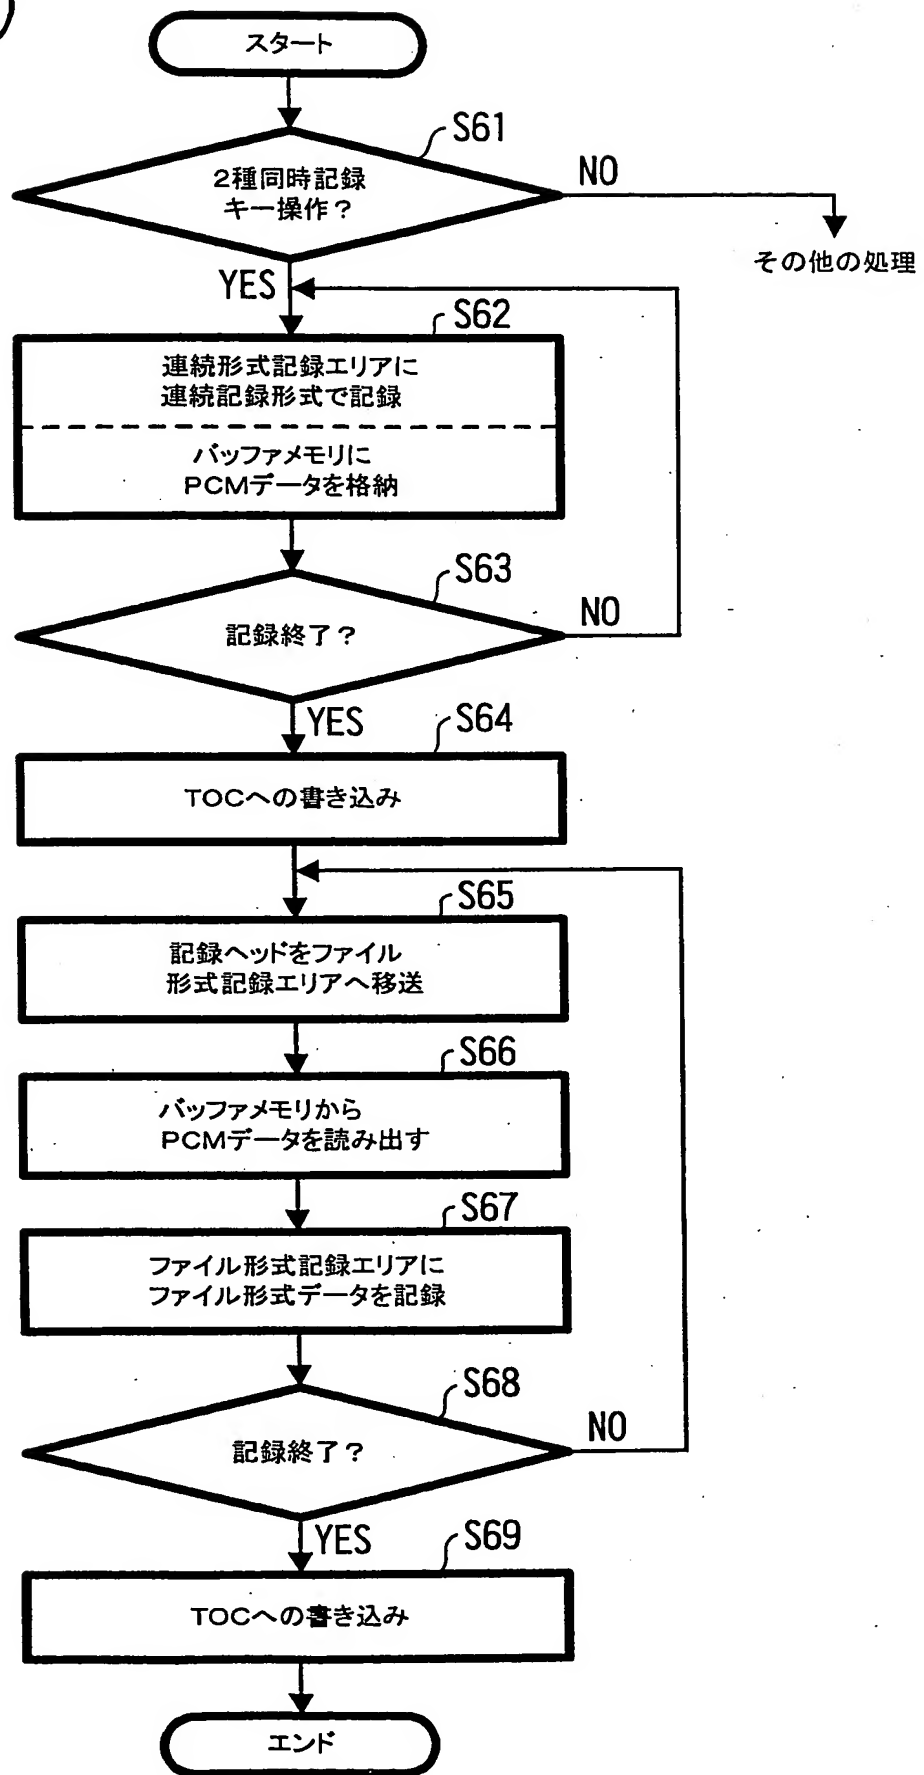 スタート
S61
2種同時記録
キー操作?
NO
その他の処理
YES
S62
連続形式記録エリアに
連続記録形式で記録
バッファメモリに
PCMデータを格納
S63
記録終了?
NO
YES
S64
TOCへの書き込み
S65
記録ヘッドをファイル
形式記録エリアへ移送
S66
バッファメモリから
PCMデータを読み出す
S67
ファイル形式記録エリアに
ファイル形式データを記録
S68
記録終了?
NO
YES
S69
TOCへの書き込み
エンド